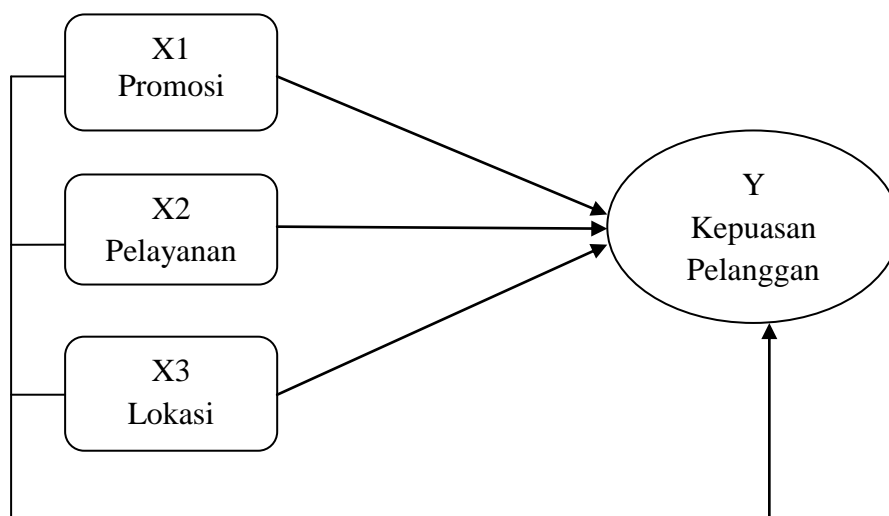 X1
Promosi
X2
Pelayanan
X3
Lokasi
Y
Kepuasan
Pelanggan